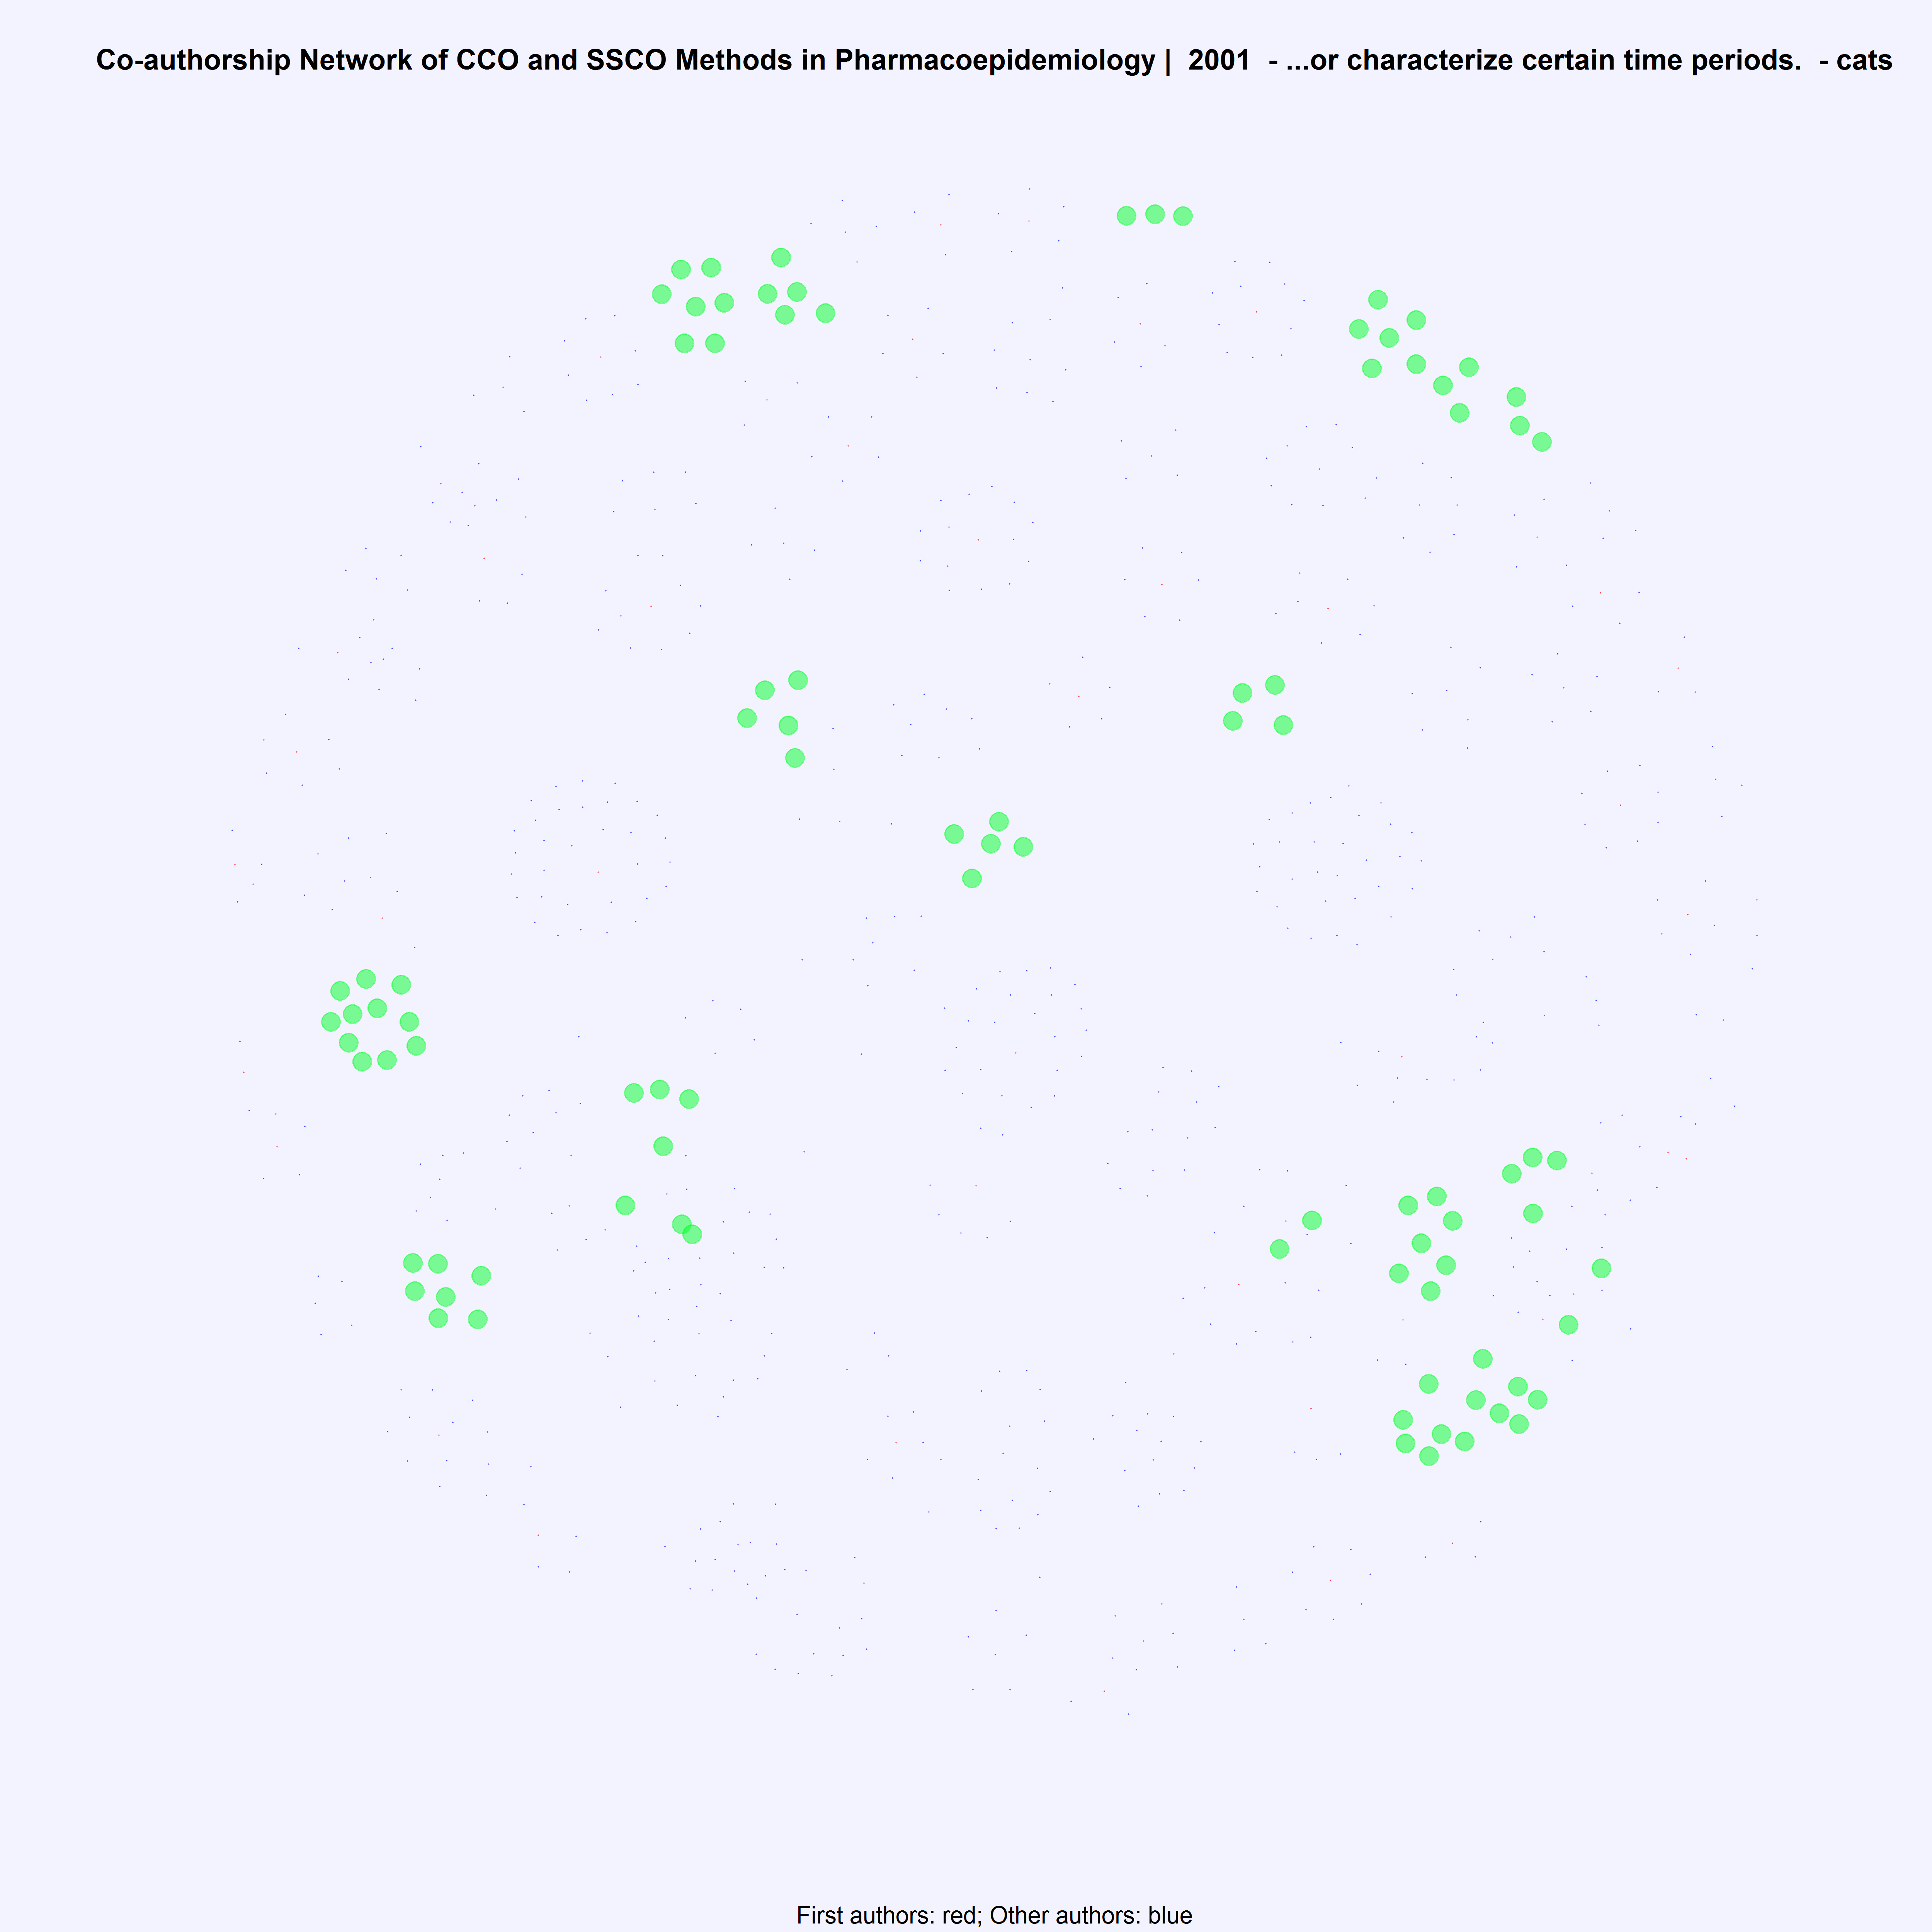 Co-authorship Network of CCO and SSCO Methods in Pharmacoepidemiology | 2001 - ...or characterize certain time periods. - cats
First authors: red; Other authors: blue